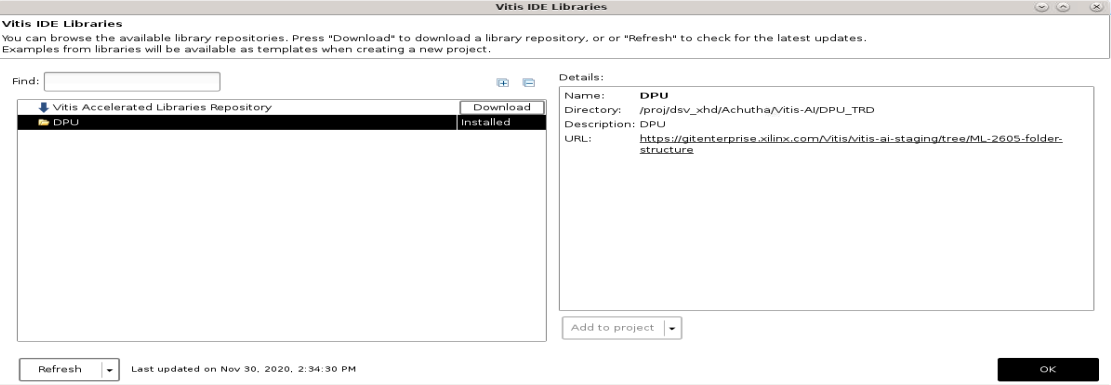 Vitis IDE Libraries
Vitis IDE Libraries
You can browse the available library repositories. Press "Download" to download a library repository, or or "Refresh" to check for the latest updates.
Examples from libraries will be available as templates when creating a new project.
Find:
Vitis Accelerated Libraries Repository Download
DPU Installed
Details:
Name: DPU
Directory: /proj/dsv_xhd/Achutha/Vitis-AI/DPU_TRD
Description: DPU
URL: https://gitenterprise.xilinx.com/Vitis/vitis-ai-staging/tree/ML-2605-folder-
structure
Add to project
Refresh Last updated on Nov 30, 2020, 2:34:30 PM
OK